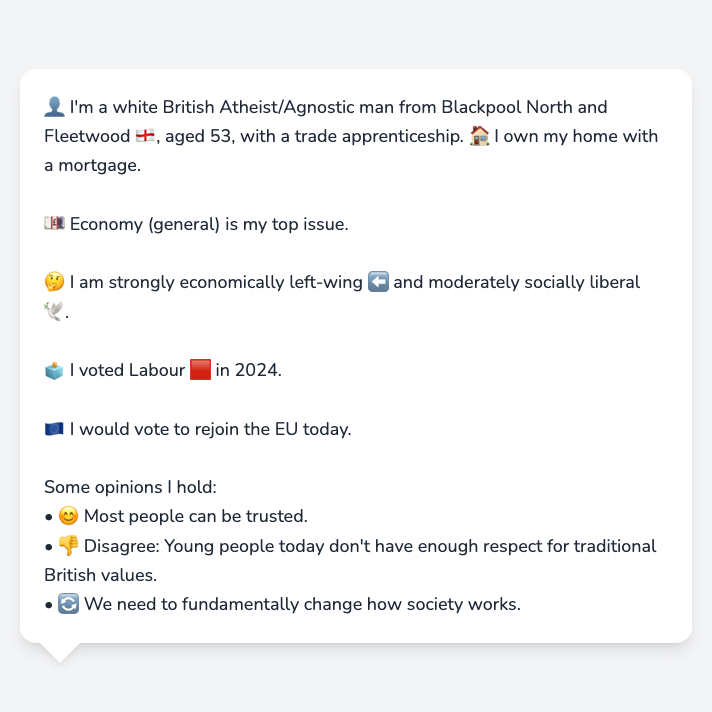 👤 I'm a white British Atheist/Agnostic man from Blackpool North and
Fleetwood 🏴󠁧󠁢󠁥󠁮󠁧󠁿, aged 53, with a trade apprenticeship. 🏠 I own my home with
a mortgage.
💷 Economy (general) is my top issue.
🤔 I am strongly economically left-wing ⬅️ and moderately socially liberal
🕊️.
🗳️ I voted Labour 🟥 in 2024.
🇪🇺 I would vote to rejoin the EU today.
Some opinions I hold:
• 😊 Most people can be trusted.
• 👎 Disagree: Young people today don't have enough respect for traditional
British values.
• 🔄 We need to fundamentally change how society works.